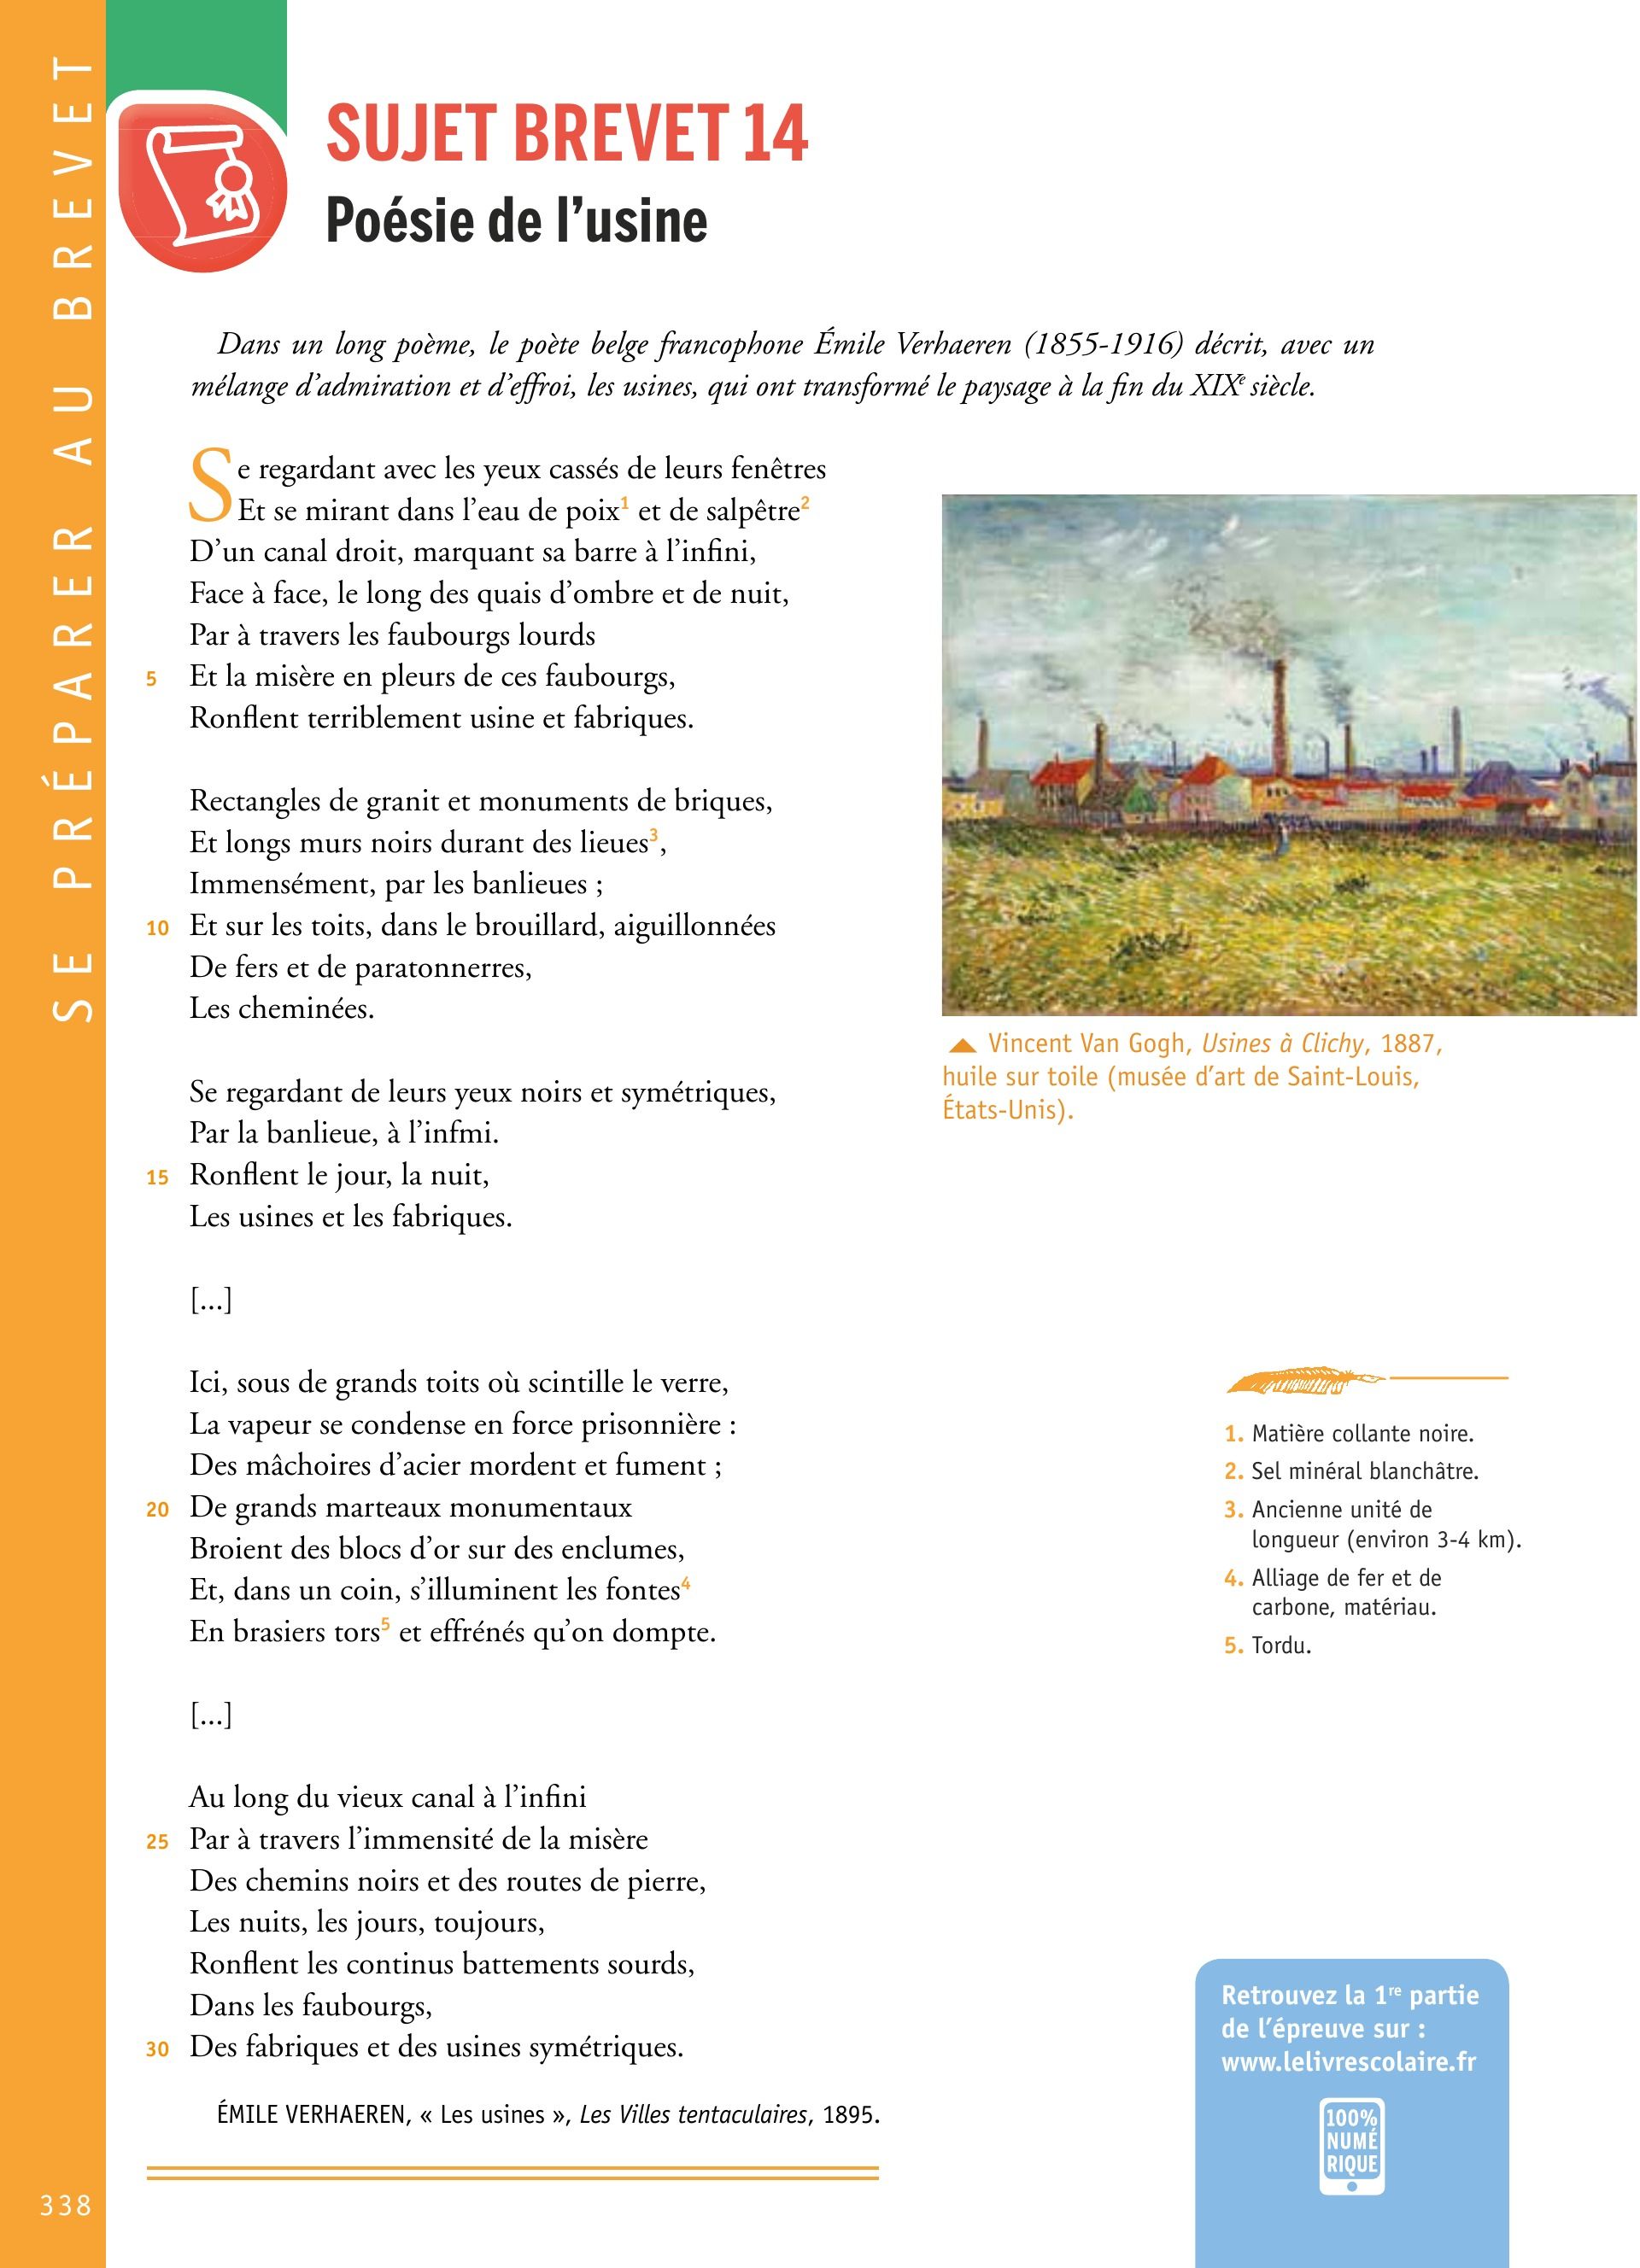 SE PRÉPARER AU BREVET
SUJET BREVET 14
Poésie de l’usine
Dans un long poème, le poète belge francophone Émile Verhaeren (1855-1916) décrit, avec un
mélange d’admiration et d’effroi, les usines, qui ont transformé le paysage à la fin du XIXe siècle.
Se regardant avec les yeux cassés de leurs fenêtres
Et se mirant dans l’eau de poix1 et de salpêtre2
D’un canal droit, marquant sa barre à l’infini,
Face à face, le long des quais d’ombre et de nuit,
Par à travers les faubourgs lourds
5 Et la misère en pleurs de ces faubourgs,
Ronflent terriblement usine et fabriques.
Rectangles de granit et monuments de briques,
Et longs murs noirs durant des lieues3,
Immensément, par les banlieues ;
10 Et sur les toits, dans le brouillard, aiguillonnées
De fers et de paratonnerres,
Les cheminées.
Se regardant de leurs yeux noirs et symétriques,
Par la banlieue, à l’infmi.
15 Ronflent le jour, la nuit,
Les usines et les fabriques.
[...]
Ici, sous de grands toits où scintille le verre,
La vapeur se condense en force prisonnière :
Des mâchoires d’acier mordent et fument ;
20 De grands marteaux monumentaux
Broient des blocs d’or sur des enclumes,
Et, dans un coin, s’illuminent les fontes4
En brasiers tors5 et effrénés qu’on dompte.
[...]
Au long du vieux canal à l’infini
25 Par à travers l’immensité de la misère
Des chemins noirs et des routes de pierre,
Les nuits, les jours, toujours,
Ronflent les continus battements sourds,
Dans les faubourgs,
30 Des fabriques et des usines symétriques.
ÉMILE VERHAEREN, « Les usines », Les Villes tentaculaires, 1895.
Vincent Van Gogh, Usines à Clichy, 1887,
huile sur toile (musée d’art de Saint-Louis,
États-Unis).
1. Matière collante noire.
2. Sel minéral blanchâtre.
3. Ancienne unité de
longueur (environ 3-4 km).
4. Alliage de fer et de
carbone, matériau.
5. Tordu.
Retrouvez la 1re partie
de l’épreuve sur :
www.lelivrescolaire.fr
100%
NUMÉ
RIQUE
338